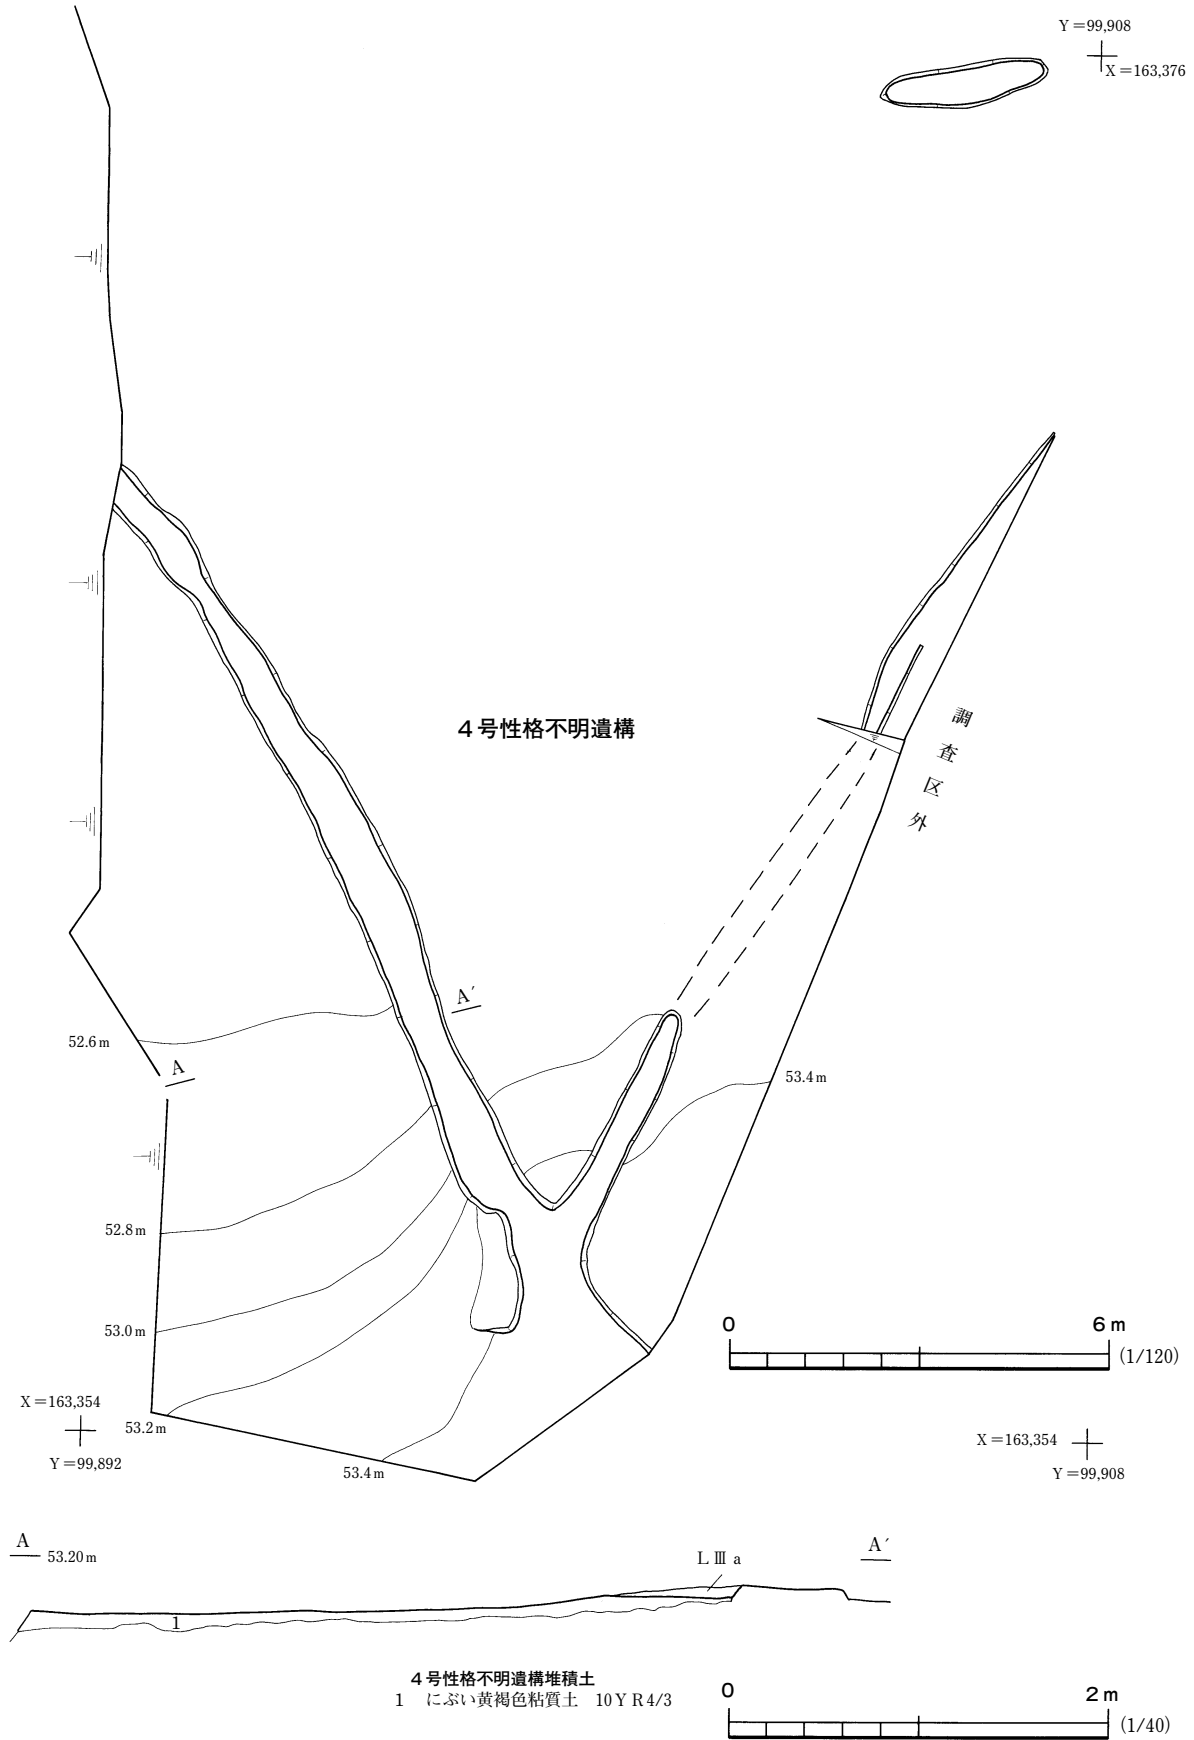 Y＝99,908
X＝163,376
４号性格不明遺構
調査区外
A′
52.6m
A
53.4m
52.8m
53.0m
0 6m
(1/120)
X＝163,354
Y＝99,892
53.2m
53.4m
X＝163,354
Y＝99,908
A 53.20m
LⅢa
A′
1
４号性格不明遺構堆積土
1 にぶい黄褐色粘質土 10YR4/3
0 2m
(1/40)